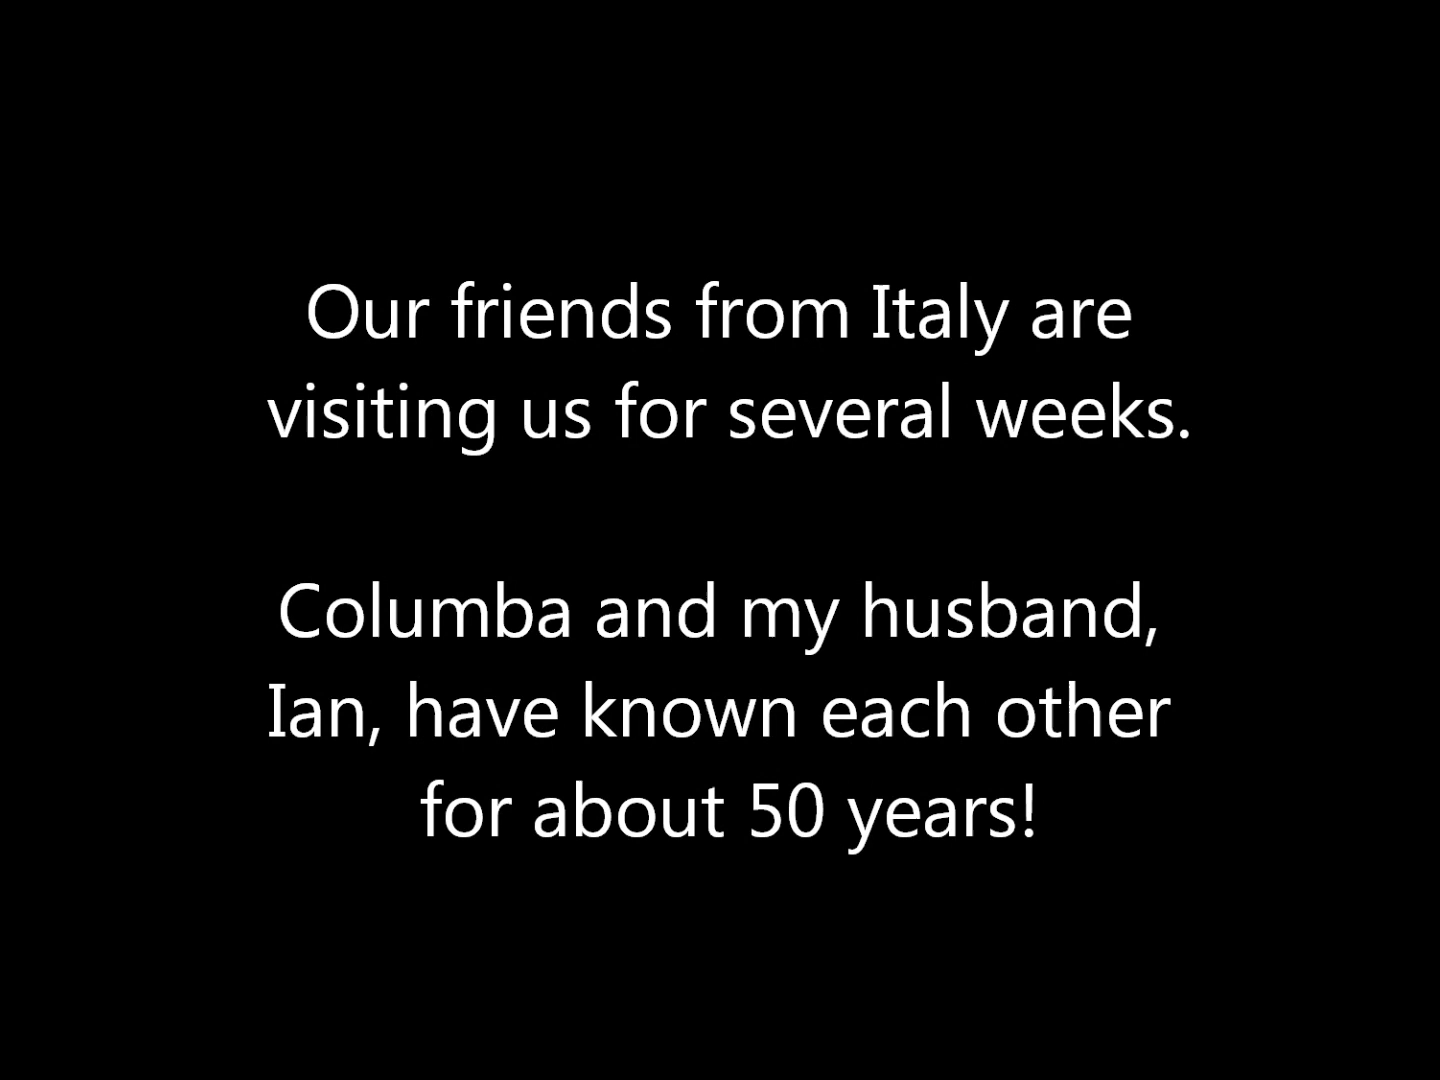 Our friends from Italy are
visiting us for several weeks.
Columba and my husband,
Ian, have known each other
for about 50 years!